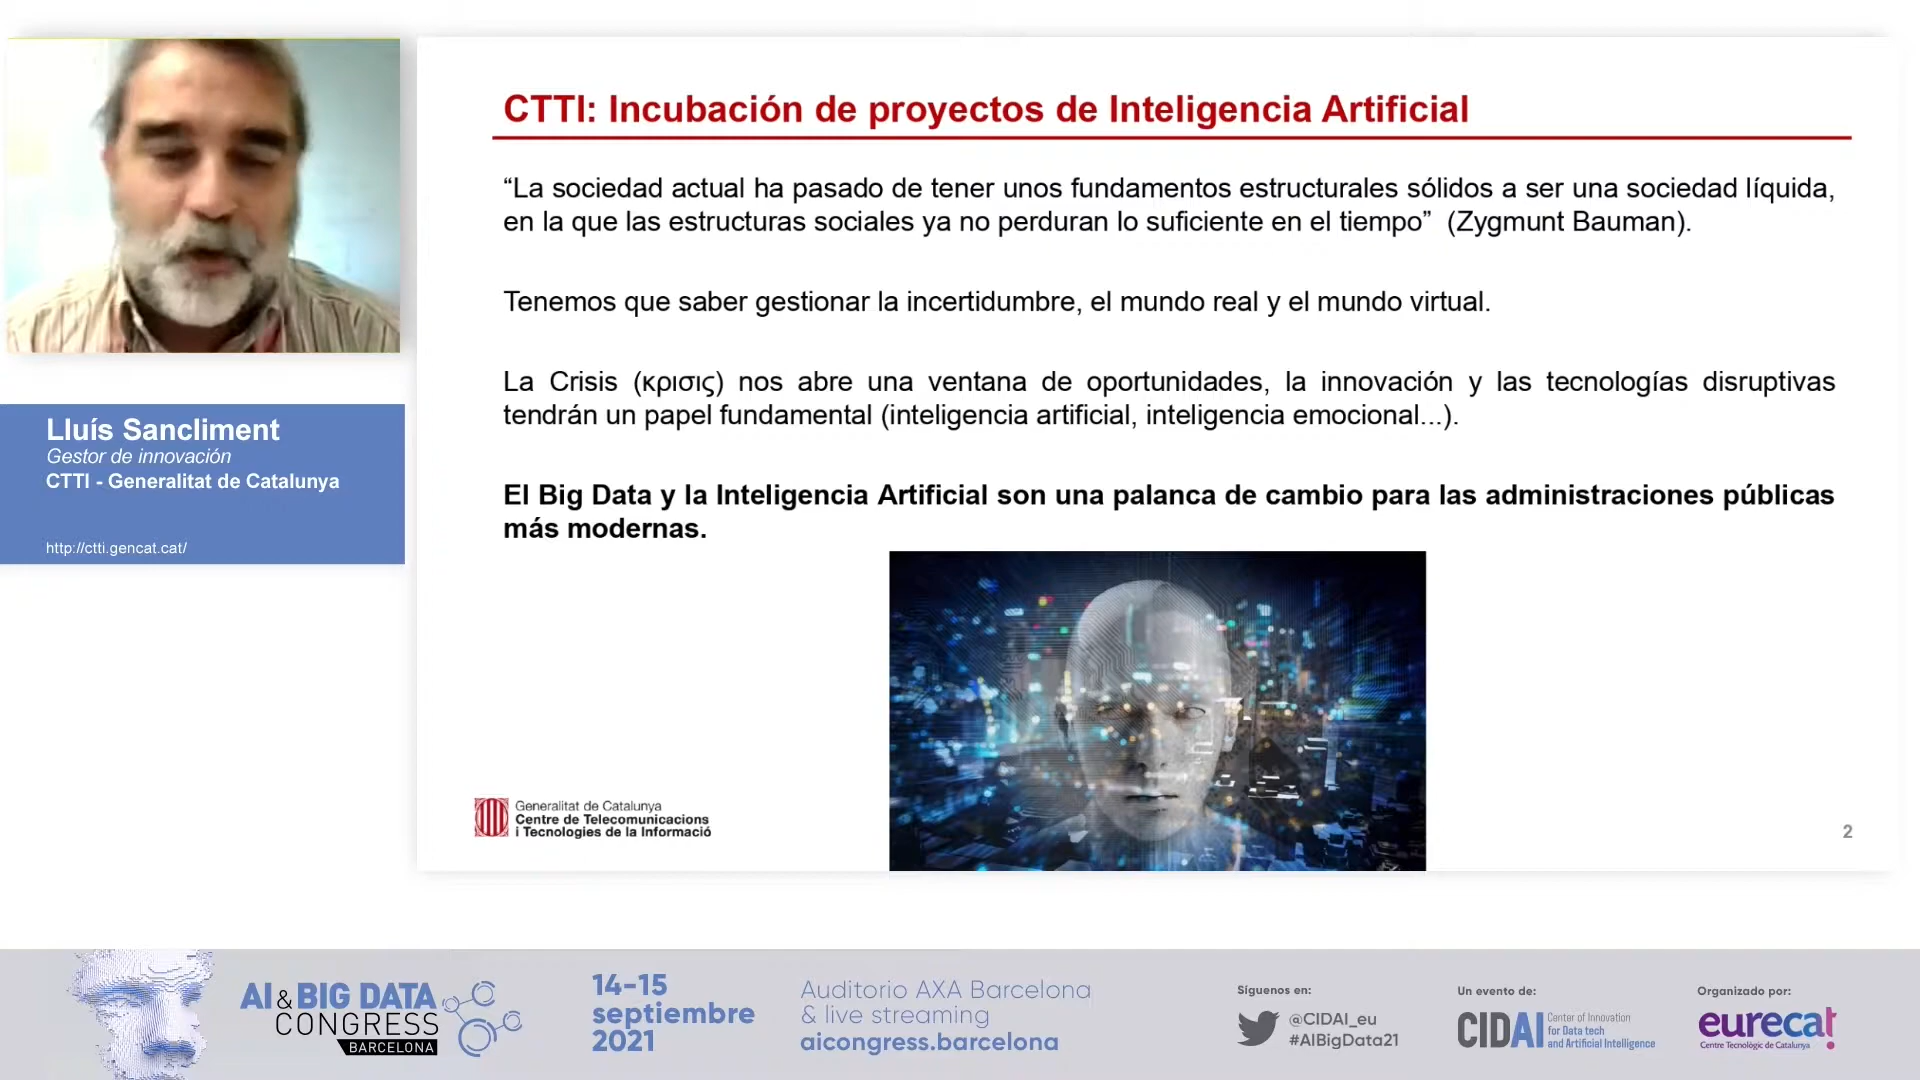 CTTI: Incubación de proyectos de Inteligencia Artificial
“La sociedad actual ha pasado de tener unos fundamentos estructurales sólidos a ser una sociedad líquida,
en la que las estructuras sociales ya no perduran lo suficiente en el tiempo” (Zygmunt Bauman).
Tenemos que saber gestionar la incertidumbre, el mundo real y el mundo virtual.
La Crisis (κρισις) nos abre una ventana de oportunidades, la innovación y las tecnologías disruptivas
tendrán un papel fundamental (inteligencia artificial, inteligencia emocional...).
El Big Data y la Inteligencia Artificial son una palanca de cambio para las administraciones públicas
más modernas.
Generalitat de Catalunya
Centre de Telecomunicacions
i Tecnologies de la Informació
2
Lluís Sancliment
Gestor de innovación
CTTI - Generalitat de Catalunya
http://ctti.gencat.cat/
AI & BIG DATA
CONGRESS
BARCELONA
14-15
septiembre
2021
Auditorio AXA Barcelona
& live streaming
aicongress.barcelona
Síguenos en:
@CIDAI_eu
#AIBigData21
Un evento de:
CIDAI
Center of Innovation
for Data tech
and Artificial Intelligence
Organizado por:
eurecat
Centre Tecnològic de Catalunya